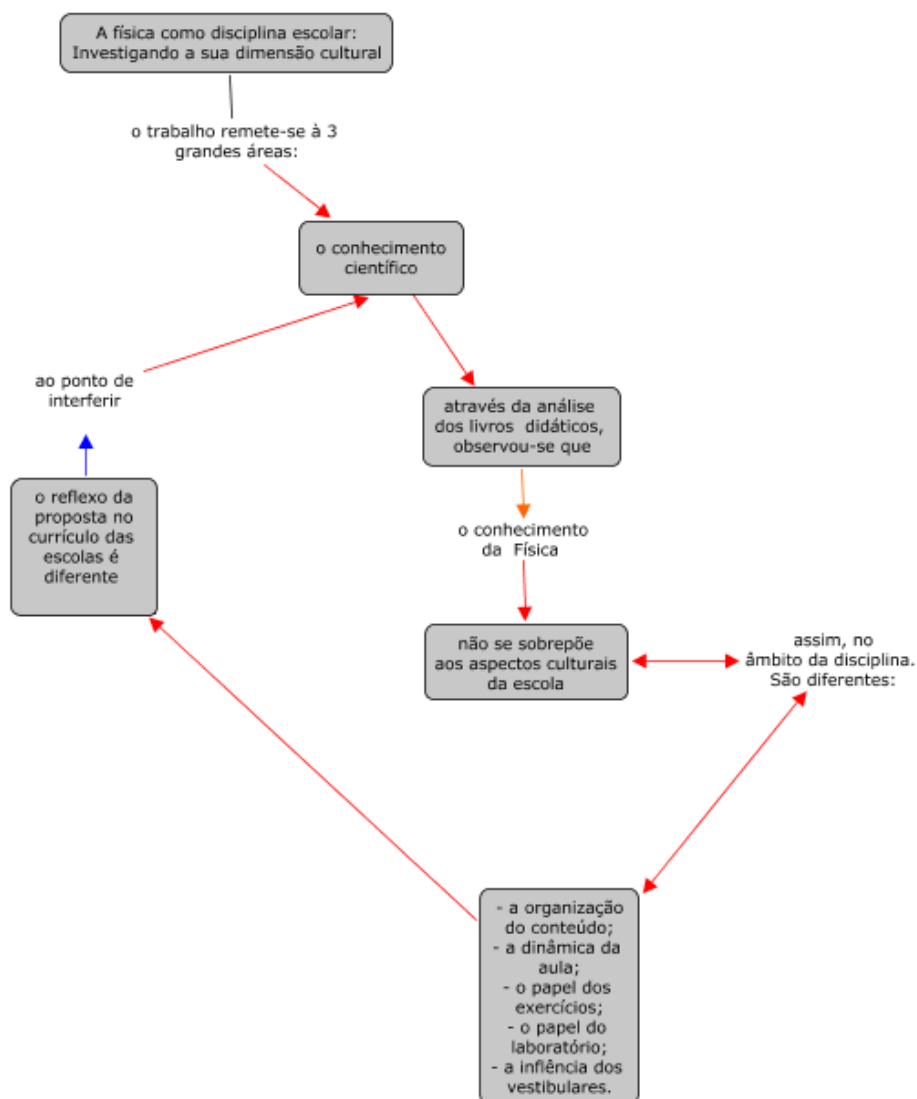 A física como disciplina escolar:
Investigando a sua dimensão cultural
o trabalho remete-se à 3
grandes áreas:
o conhecimento
científico
através da análise
dos livros didáticos,
observou-se que
o conhecimento
da Física
não se sobrepõe
aos aspectos culturais
da escola
assim, no
âmbito da disciplina.
São diferentes:
- a organização
do conteúdo;
- a dinâmica da
aula;
- o papel dos
exercícios;
- o papel do
laboratório;
- a inflência dos
vestibulares.
o reflexo da
proposta no
currículo das
escolas é
diferente
ao ponto de
interferir